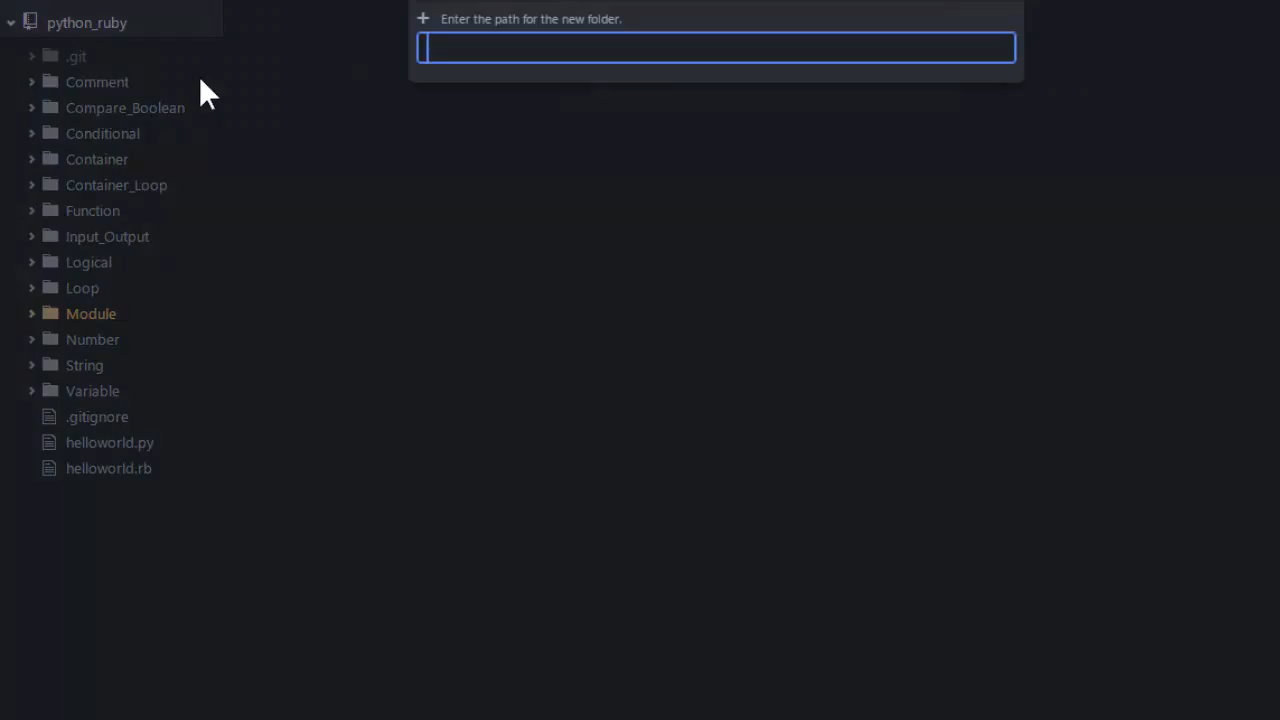 python_ruby
Enter the path for the new folder.
.git
Comment
Compare_Boolean
Conditional
Container
Container_Loop
Function
Input_Output
Logical
Loop
Module
Number
String
Variable
.gitignore
helloworld.py
helloworld.rb